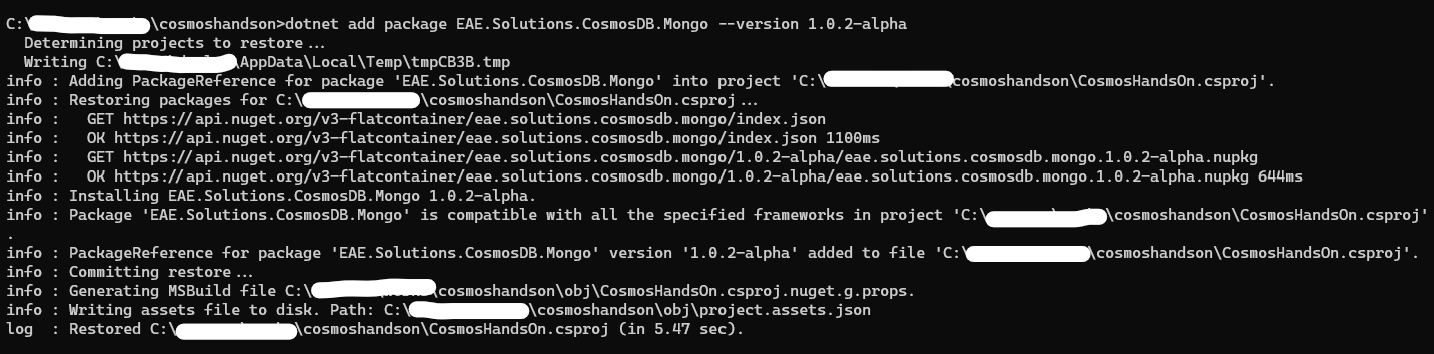 C:\ \cosmoshandson>dotnet add package EAE.Solutions.CosmosDB.Mongo --version 1.0.2-alpha
Determining projects to restore...
Writing C:\ \AppData\Local\Temp\tmpCB3B.tmp
info : Adding PackageReference for package 'EAE.Solutions.CosmosDB.Mongo' into project 'C:\ cosmoshandson\CosmosHandsOn.csproj'.
info : Restoring packages for C:\ \cosmoshandson\CosmosHandsOn.csproj...
info :   GET https://api.nuget.org/v3-flatcontainer/eae.solutions.cosmosdb.mongo/index.json
info :   OK https://api.nuget.org/v3-flatcontainer/eae.solutions.cosmosdb.mongo/index.json 1100ms
info :   GET https://api.nuget.org/v3-flatcontainer/eae.solutions.cosmosdb.mongo/1.0.2-alpha/eae.solutions.cosmosdb.mongo.1.0.2-alpha.nupkg
info :   OK https://api.nuget.org/v3-flatcontainer/eae.solutions.cosmosdb.mongo/1.0.2-alpha/eae.solutions.cosmosdb.mongo.1.0.2-alpha.nupkg 644ms
info : Installing EAE.Solutions.CosmosDB.Mongo 1.0.2-alpha.
info : Package 'EAE.Solutions.CosmosDB.Mongo' is compatible with all the specified frameworks in project 'C:\ \cosmoshandson\CosmosHandsOn.csproj'
.
info : PackageReference for package 'EAE.Solutions.CosmosDB.Mongo' version '1.0.2-alpha' added to file 'C:\ \cosmoshandson\CosmosHandsOn.csproj'.
info : Committing restore...
info : Generating MSBuild file C:\ \cosmoshandson\obj\CosmosHandsOn.csproj.nuget.g.props.
info : Writing assets file to disk. Path: C:\ \cosmoshandson\obj\project.assets.json
log  : Restored C:\ \cosmoshandson\CosmosHandsOn.csproj (in 5.47 sec).